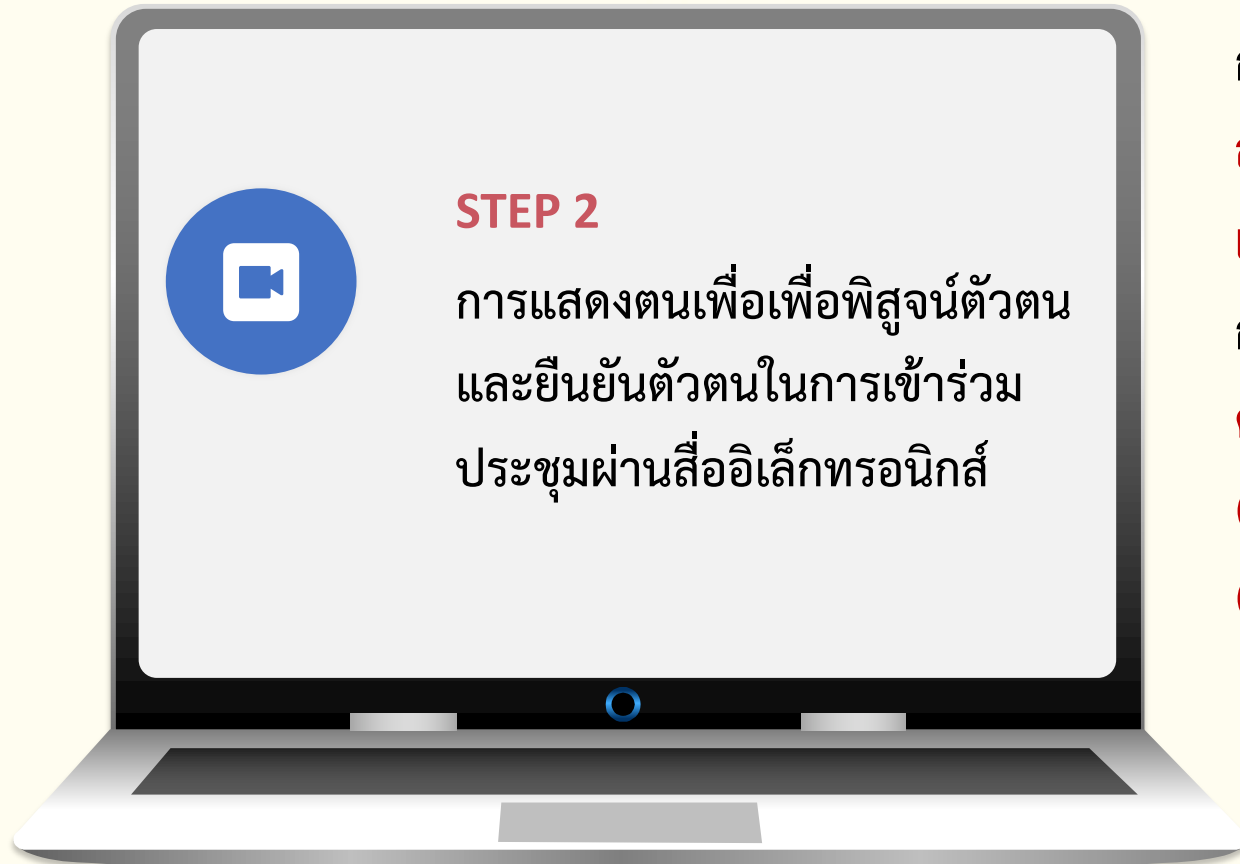 STEP 2
การแสดงตนเพื่อเพื่อพิสูจน์ตัวตน
และยืนยันตัวตนในการเข้าร่วม
ประชุมผ่านสื่ออิเล็กทรอนิกส์